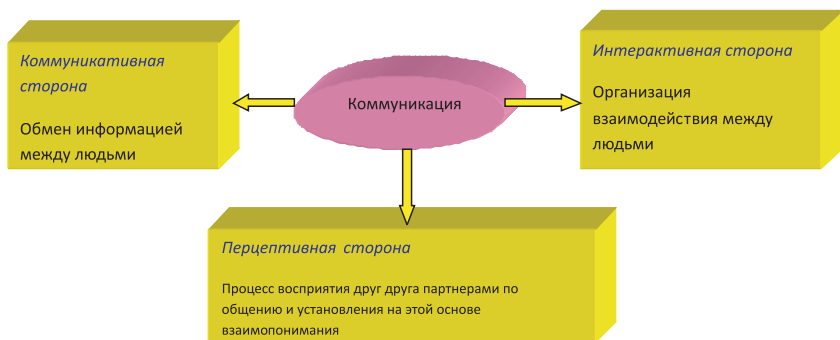 Коммуникативная
сторона
Обмен информацией
между людьми
Коммуникация
Интерактивная сторона
Организация
взаимодействия между
людьми
Перцептивная сторона
Процесс восприятия друг друга партнерами по
общению и установления на этой основе
взаимопонимания